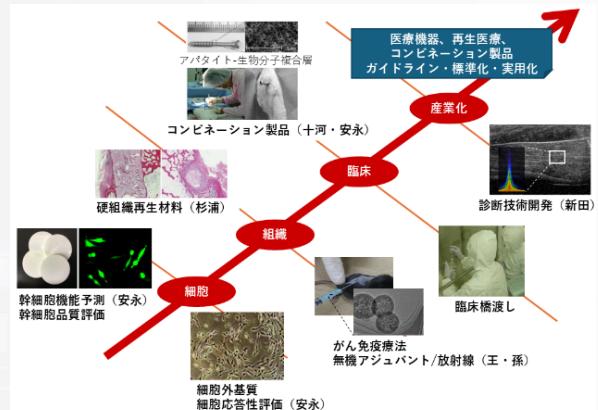 アパタイト-生物分子複合層
医療機器、再生医療、
コンビネーション製品
ガイドライン・標準化・実用化
産業化
コンビネーション製品（十河・安永）
臨床
診断技術開発（新田）
硬組織再生材料（杉浦）
組織
細胞
臨床橋渡し
幹細胞機能予測（安永）
幹細胞品質評価
がん免疫療法
無機アジュバント/放射線（王・孫）
細胞外基質
細胞応答性評価（安永）